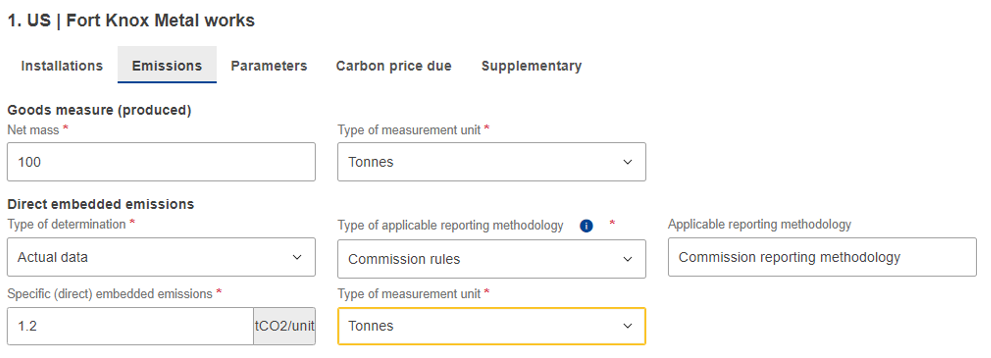 1. US | Fort Knox Metal works
Installations Emissions Parameters Carbon price due Supplementary
Goods measure (produced)
Net mass * Type of measurement unit *
100 Tonnes
Direct embedded emissions
Type of determination * Type of applicable reporting methodology i * Applicable reporting methodology
Actual data Commission rules Commission reporting methodology
Specific (direct) embedded emissions * Type of measurement unit *
1.2 tCO2/unit Tonnes